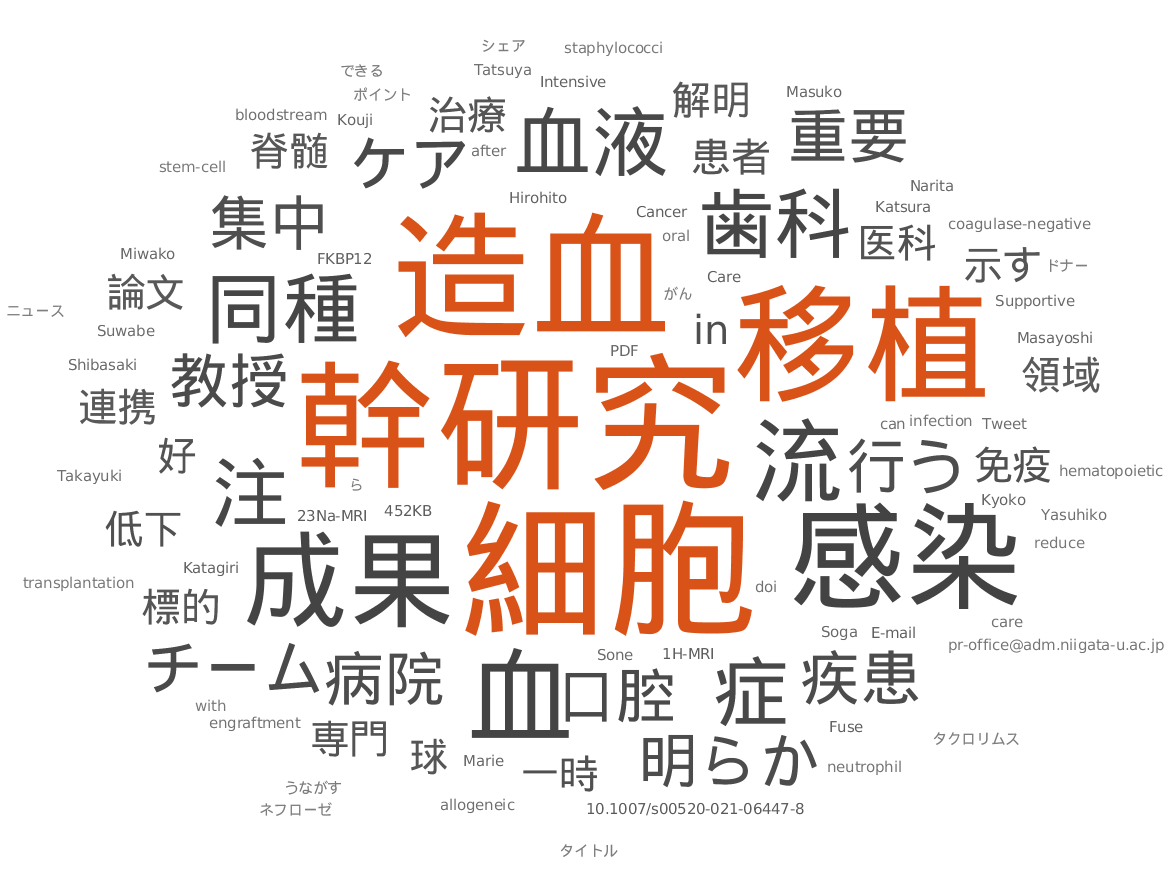 シェア
staphylococci
できる
Tatsuya
Intensive
ポイント
解明
Masuko
治療
bloodstream
Kouji
血液
重要
脊髄
ケア
after
患者
stem-cell
Hirohito
Narita
集中
Cancer
歯科
Katsura
coagulase-negative
造血
oral
医科
Miwako
FKBP12
示す
ドナー
Care
論文
がん
ニュース
同種
in
移植
Supportive
Suwabe
PDF
Masayoshi
Shibasaki
教授
領域
連携
幹
研究
can
infection
Tweet
好
流
行う
免疫
hematopoietic
Takayuki
ら
注
Kyoko
452KB
23Na-MRI
Yasuhiko
低下
細胞
感染
reduce
Katagiri
成果
transplantation
doi
標的
care
Soga
E-mail
pr-office@adm.niigata-u.ac.jp
チーム
病院
Sone
1H-MRI
血
口腔
症
疾患
with
engraftment
専門
Fuse
タクロリムス
球
Marie
一時
明らか
neutrophil
うながす
ネフローゼ
allogeneic
10.1007/s00520-021-06447-8
タイトル